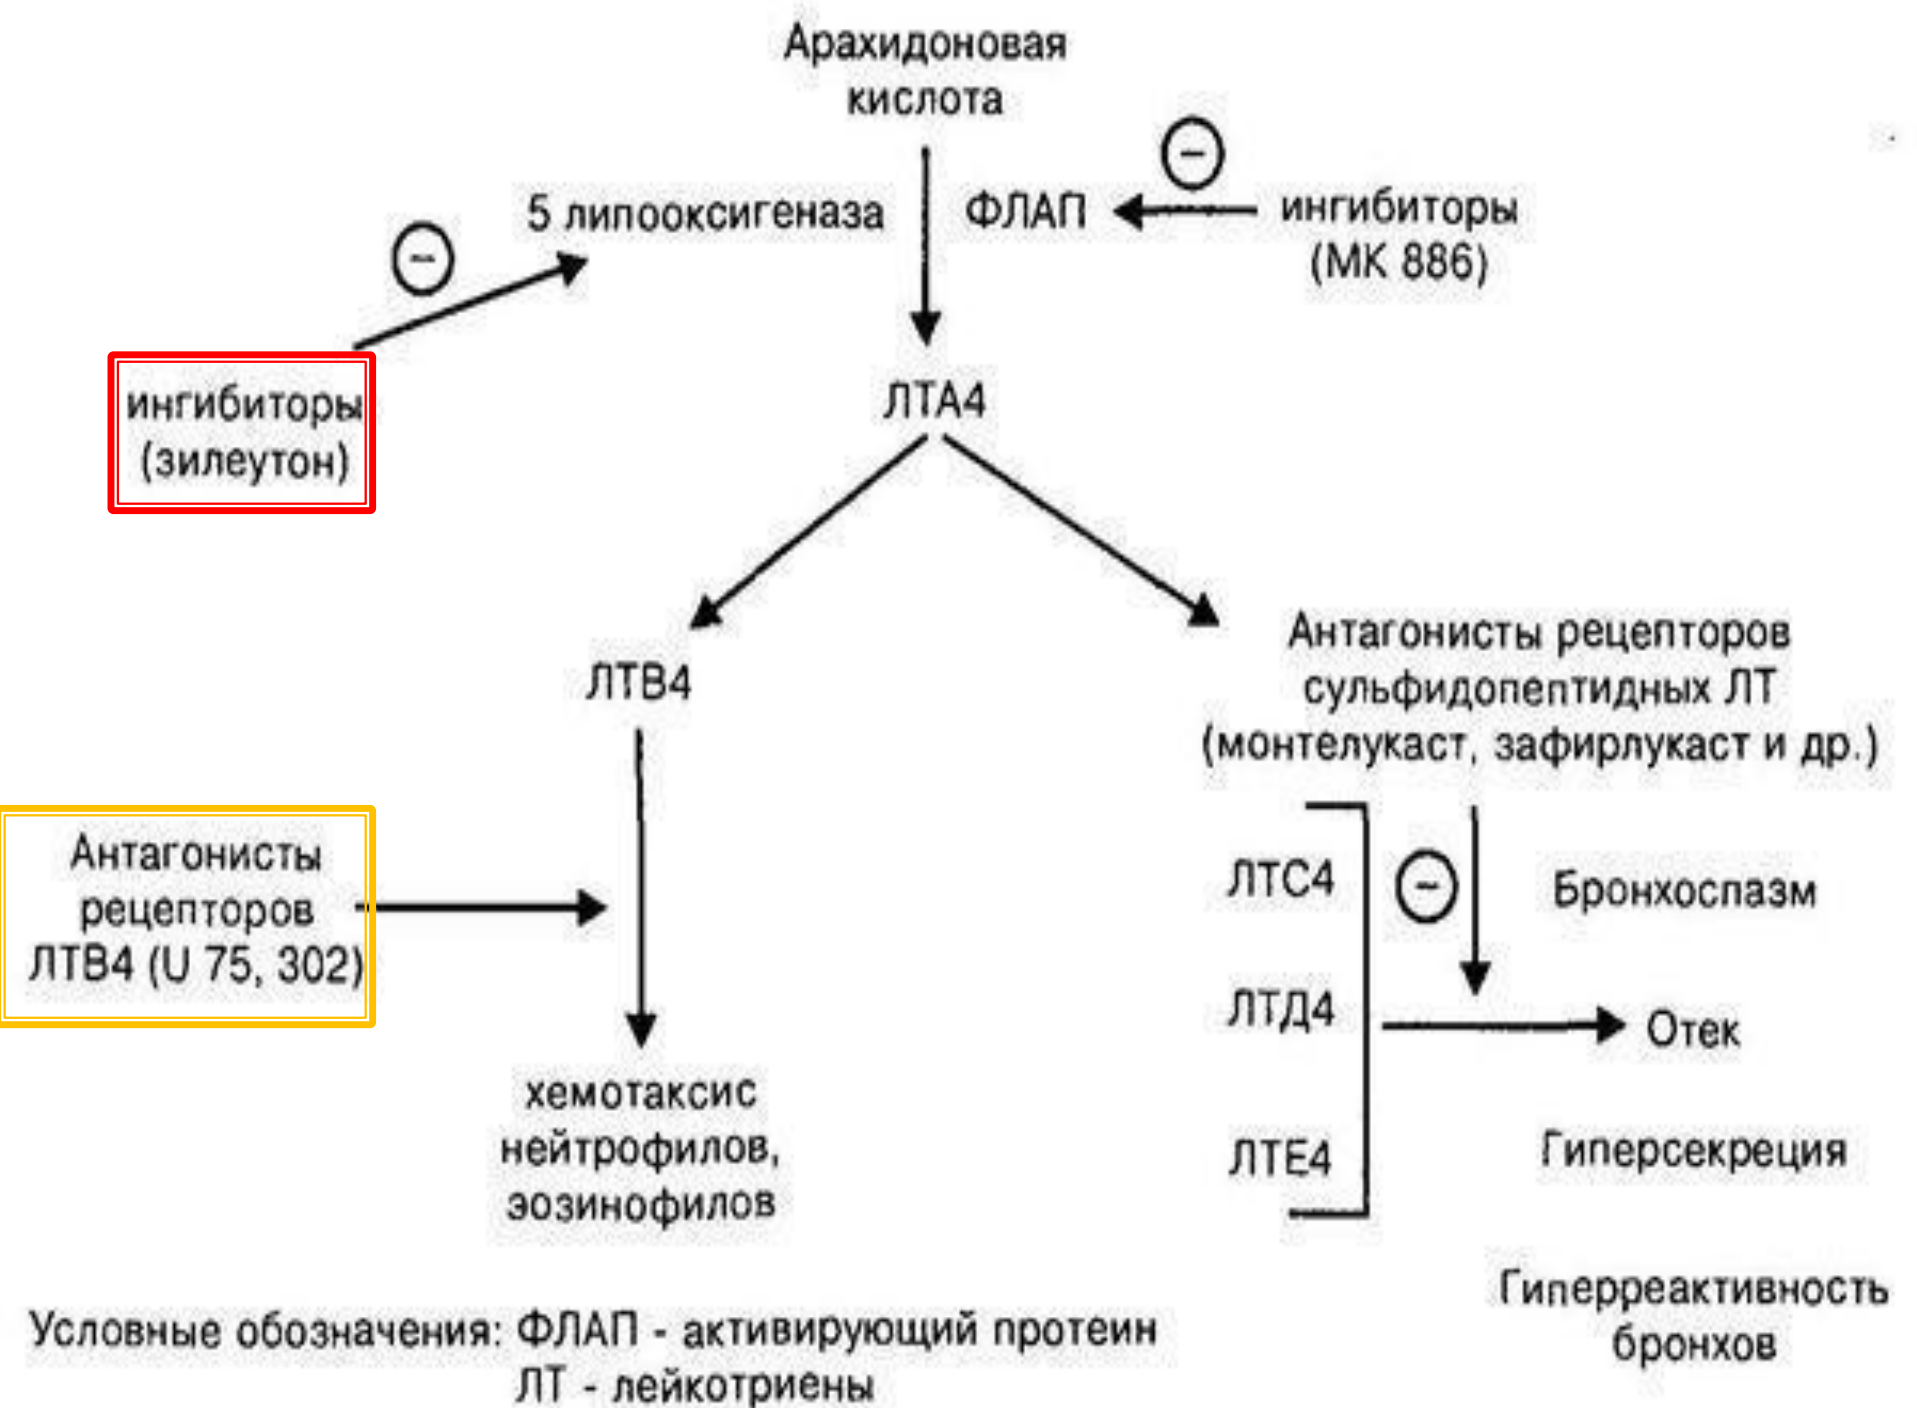 Арахидоновая
кислота
5 липооксигеназа
ФЛАП
ингибиторы
(МК 886)
ингибиторы
(зилеутон)
ЛТА4
ЛТВ4
Антагонисты рецепторов
сульфидопептидных ЛТ
(монтелукаст, зафирлукаст и др.)
Антагонисты
рецепторов
ЛТВ4 (U 75, 302)
ЛТС4
Бронхоспазм
ЛТД4
Отек
хемотаксис
нейтрофилов,
эозинофилов
ЛТЕ4
Гиперсекреция
Гиперреактивность
бронхов
Условные обозначения: ФЛАП - активирующий протеин
ЛТ - лейкотриены